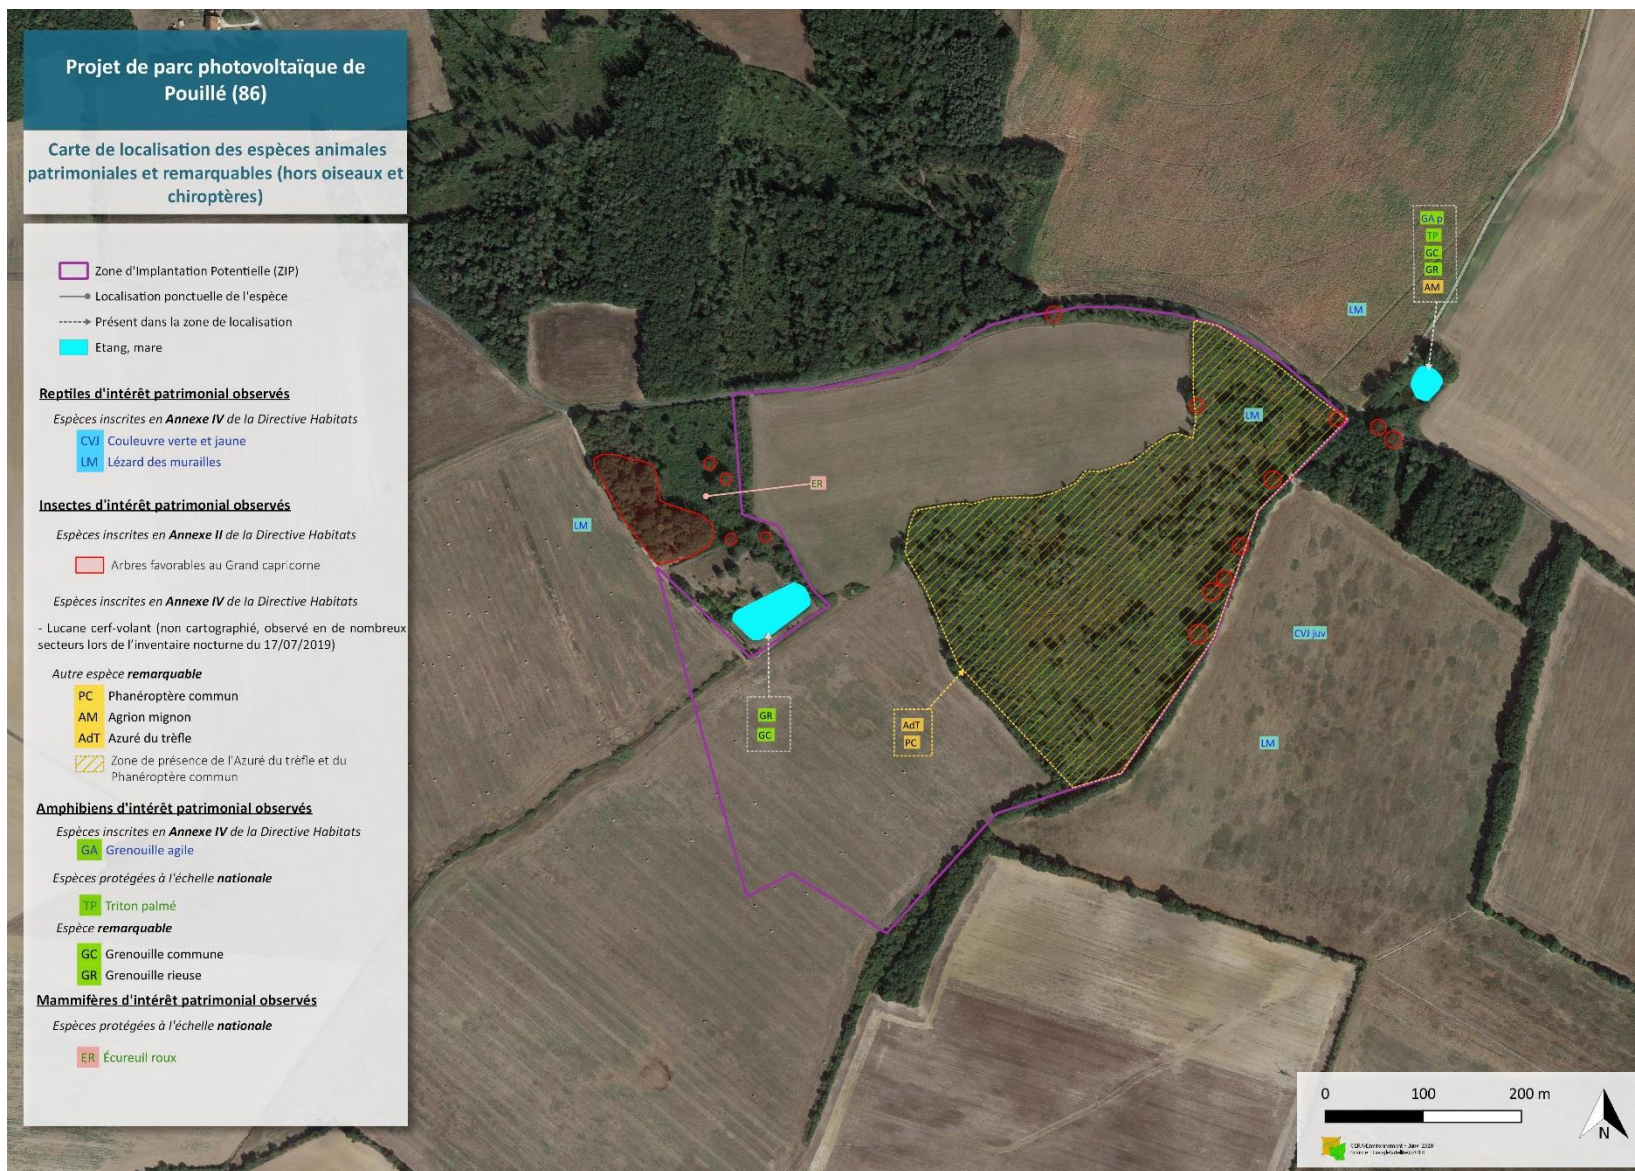 Projet de parc photovoltaïque de
Pouillé (86)
Carte de localisation des espèces animales
patrimoniales et remarquables (hors oiseaux et
chiroptères)
Zone d'Implantation Potentielle (ZIP)
Localisation ponctuelle de l'espèce
Présent dans la zone de localisation
Etang, mare
Reptiles d'intérêt patrimonial observés
Espèces inscrites en Annexe IV de la Directive Habitats
CVJ Couleuvre verte et jaune
LM Lézard des murailles
Insectes d'intérêt patrimonial observés
Espèces inscrites en Annexe II de la Directive Habitats
Arbres favorables au Grand capricorne
Espèces inscrites en Annexe IV de la Directive Habitats
- Lucane cerf-volant (non cartographié, observé en de nombreux
secteurs lors de l'inventaire nocturne du 17/07/2019)
Autre espèce remarquable
PC Phanéroptère commun
AM Agrion mignon
AdT Azuré du trèfle
Zone de présence de l'Azuré du trèfle et du
Phanéroptère commun
Amphibiens d'intérêt patrimonial observés
Espèces inscrites en Annexe IV de la Directive Habitats
GA Grenouille agile
Espèces protégées à l'échelle nationale
TP Triton palmé
Espèce remarquable
GC Grenouille commune
GR Grenouille rieuse
Mammifères d'intérêt patrimonial observés
Espèces protégées à l'échelle nationale
ER Écureuil roux
GA p
TP
GC
GR
AM
LM
LM
ER
LM
CVJ juv
GR
GC
AdT
PC
LM
0 100 200 m
N